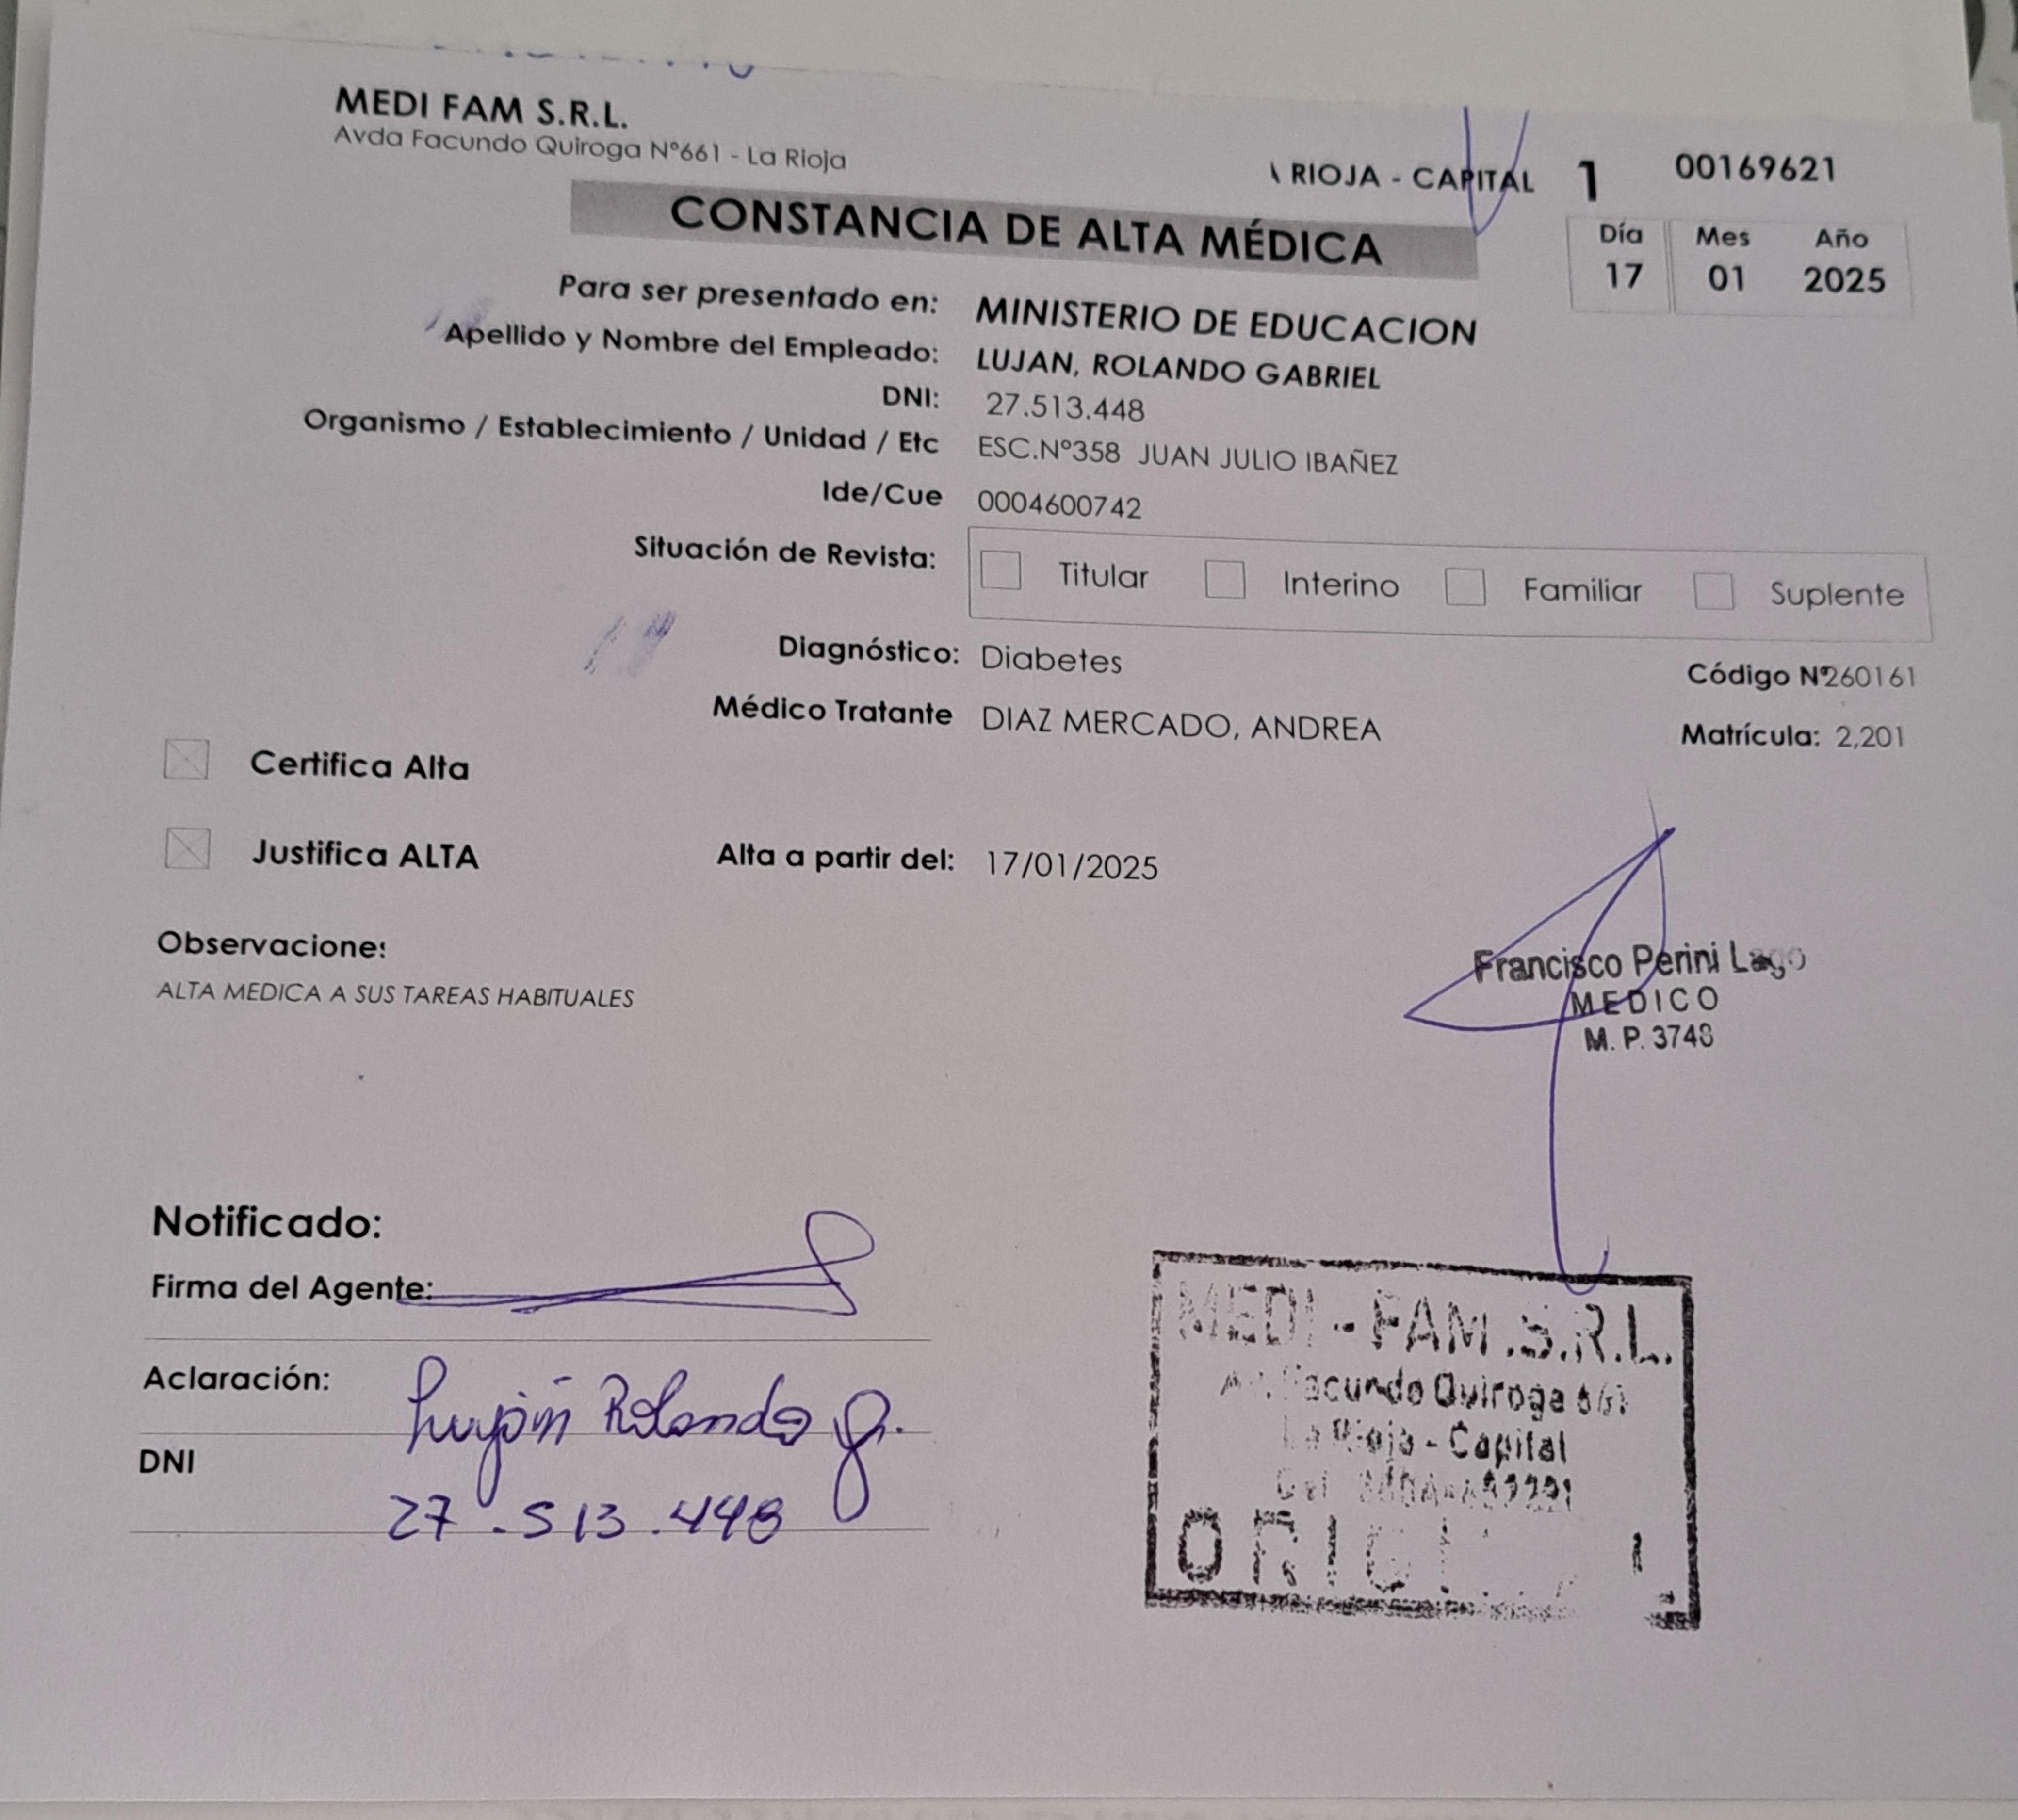 MEDI FAM S.R.L.
Avda Facundo Quiroga N°661 - La Rioja
RIOJA - CAPITAL 1 00169621
CONSTANCIA DE ALTA MÉDICA
Día Mes Año
17 01 2025
Para ser presentado en: MINISTERIO DE EDUCACION
Apellido y Nombre del Empleado: LUJAN, ROLANDO GABRIEL
DNI: 27.513.448
Organismo / Establecimiento / Unidad / Etc ESC.N°358 JUAN JULIO IBAÑEZ
Ide/Cue 0004600742
Situación de Revista: Titular Interino Familiar Suplente
Diagnóstico: Diabetes Código N°260161
Médico Tratante DIAZ MERCADO, ANDREA Matrícula: 2,201
Certifica Alta
Justifica ALTA Alta a partir del: 17/01/2025
Observacione:
ALTA MEDICA A SUS TAREAS HABITUALES
Francisco Perini Lago
MEDICO
M. P. 3748
Notificado:
Firma del Agente:
Aclaración: Luján Rolando G.
DNI 27.513.448
MEDI-FAM.S.R.L.
Facundo Quiroga
La Rioja - Capital